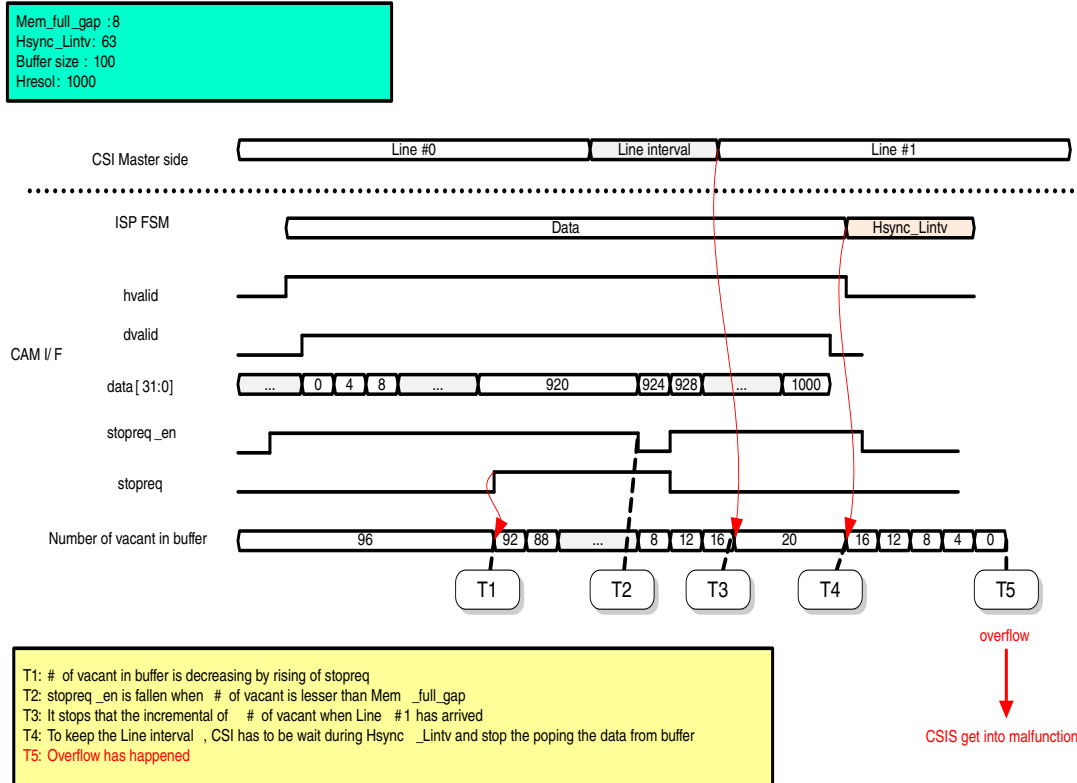 Mem_full_gap : 8
Hsync_Lintv: 63
Buffer size : 100
Hresol: 1000
CSI Master side
Line #0
Line interval
Line #1
ISP FSM
Data
Hsync_Lintv
hvalid
CAM I/ F
dvalid
data[ 31:0]
... 0 4 8 ... 920 924 928 ... 1000
stopreq _en
stopreq
Number of vacant in buffer
96 92 88 ... 8 12 16 20 16 12 8 4 0
T1 T2 T3 T4 T5
overflow
CSIS get into malfunction
T1: # of vacant in buffer is decreasing by rising of stopreq
T2: stopreq _en is fallen when # of vacant is lesser than Mem _full_gap
T3: It stops that the incremental of # of vacant when Line #1 has arrived
T4: To keep the Line interval , CSI has to be wait during Hsync _Lintv and stop the poping the data from buffer
T5: Overflow has happened